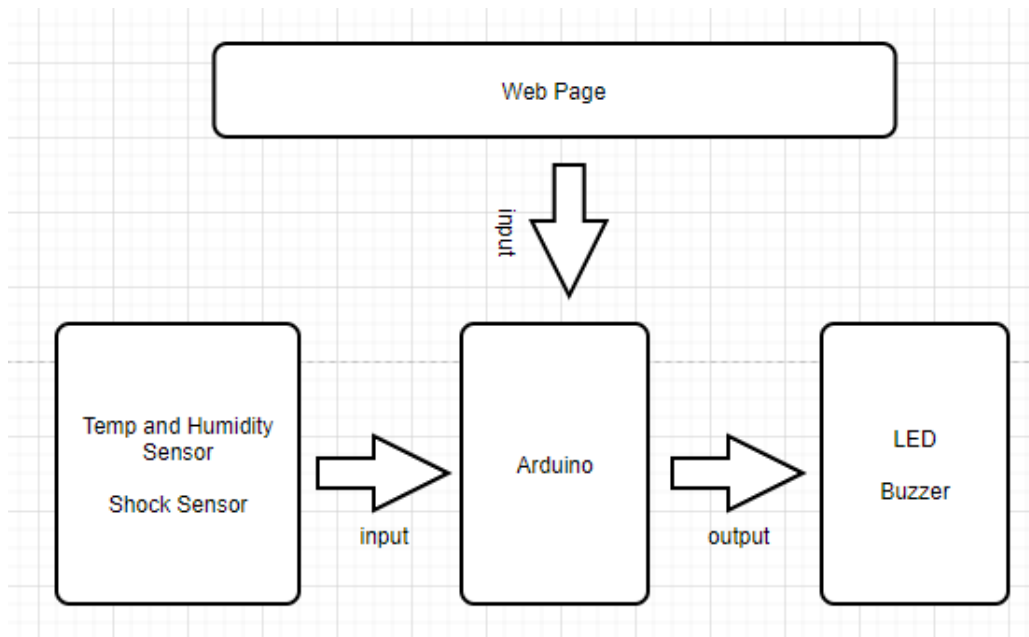 Web Page
input
Temp and Humidity
Sensor
Shock Sensor
input
Arduino
output
LED
Buzzer